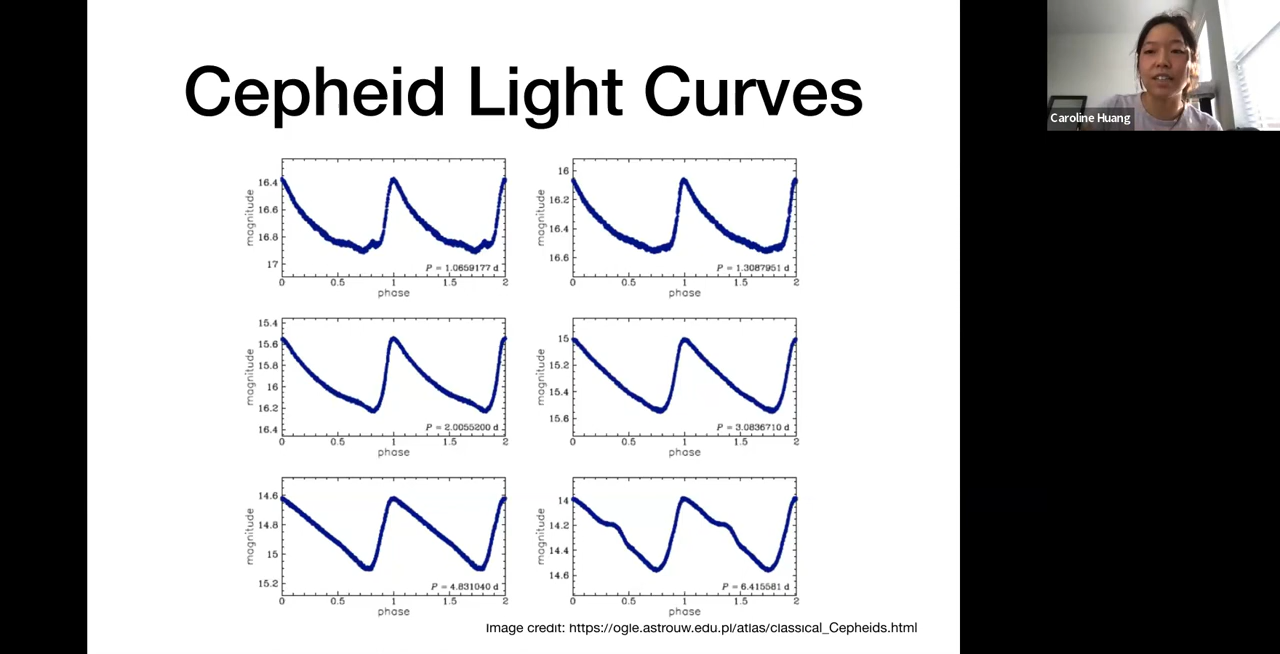 Cepheid Light Curves
Caroline Huang
16.4
16.6
16.8
17
magnitude
P = 1.0659177 d
0 0.5 1 1.5 2
phase
16
16.2
16.4
16.6
magnitude
P = 1.3087951 d
0 0.5 1 1.5 2
phase
15.4
15.6
15.8
16
16.2
16.4
magnitude
P = 2.0055200 d
0 0.5 1 1.5 2
phase
15
15.2
15.4
15.6
magnitude
P = 3.0836710 d
0 0.5 1 1.5 2
phase
14.6
14.8
15
15.2
magnitude
P = 4.831040 d
0 0.5 1 1.5 2
phase
14
14.2
14.4
14.6
magnitude
P = 6.415581 d
0 0.5 1 1.5 2
phase
Image credit: https://ogle.astrouw.edu.pl/atlas/classical_Cepheids.html